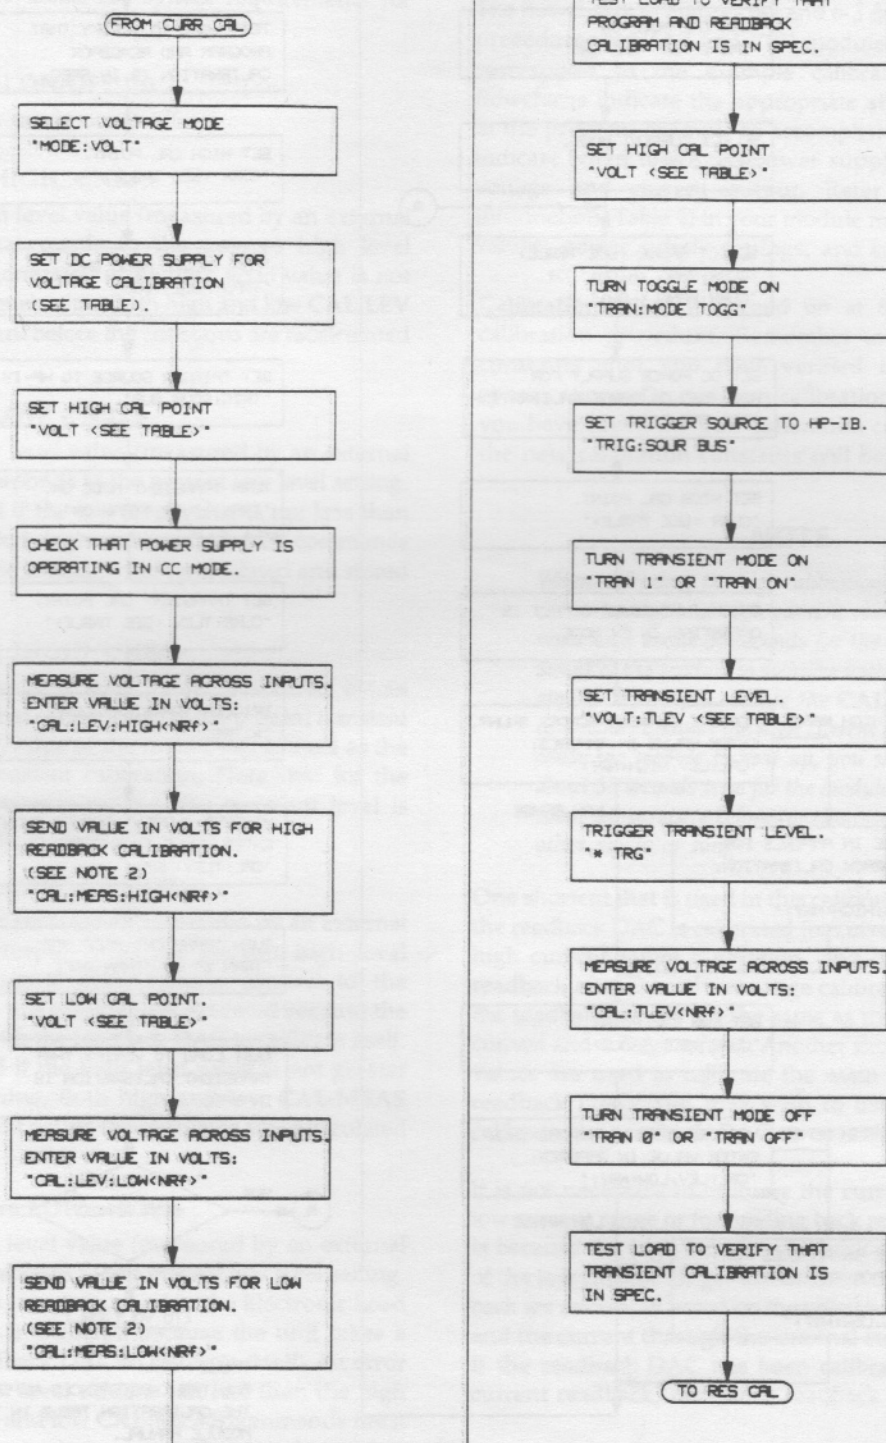 FROM CURR CAL
SELECT VOLTAGE MODE
"MODE:VOLT"
SET DC POWER SUPPLY FOR
VOLTAGE CALIBRATION
(SEE TABLE)
SET HIGH CAL POINT
"VOLT <SEE TABLE>"
CHECK THAT POWER SUPPLY IS
OPERATING IN CC MODE.
MERSURE VOLTAGE ACROSS INPUTS.
ENTER VALUE IN VOLTS:
"CAL:LEV:HIGH<NRf>"
SEND VALUE IN VOLTS FOR HIGH
READBACK CALIBRATION.
(SEE NOTE 2)
"CAL:MEAS:HIGH<NRf>"
SET LOW CAL POINT.
"VOLT <SEE TABLE>"
MERSURE VOLTAGE ACROSS INPUTS.
ENTER VALUE IN VOLTS:
"CAL:LEV:LOW<NRf>"
SEND VALUE IN VOLTS FOR LOW
READBACK CALIBRATION.
(SEE NOTE 2)
"CAL:MEAS:LOW<NRf>"
TEST LOAD TO VERIFY THAT
PROGRAM AND READBACK
CALIBRATION IS IN SPEC.
SET HIGH CAL POINT
"VOLT <SEE TABLE>"
TURN TOGGLE MODE ON
"TRAN:MODE TOGG"
SET TRIGGER SOURCE TO HP-IB.
"TRIG:SOUR BUS"
TURN TRANSIENT MODE ON
"TRAN 1" OR "TRAN ON"
SET TRANSIENT LEVEL.
"VOLT:TLEV <SEE TABLE>"
TRIGGER TRANSIENT LEVEL.
"* TRG"
MERSURE VOLTAGE ACROSS INPUTS.
ENTER VALUE IN VOLTS:
"CAL:TLEV<NRf>"
TURN TRANSIENT MODE OFF
"TRAN 0" OR "TRAN OFF"
TEST LOAD TO VERIFY THAT
TRANSIENT CALIBRATION IS
IN SPEC.
TO RES CAL